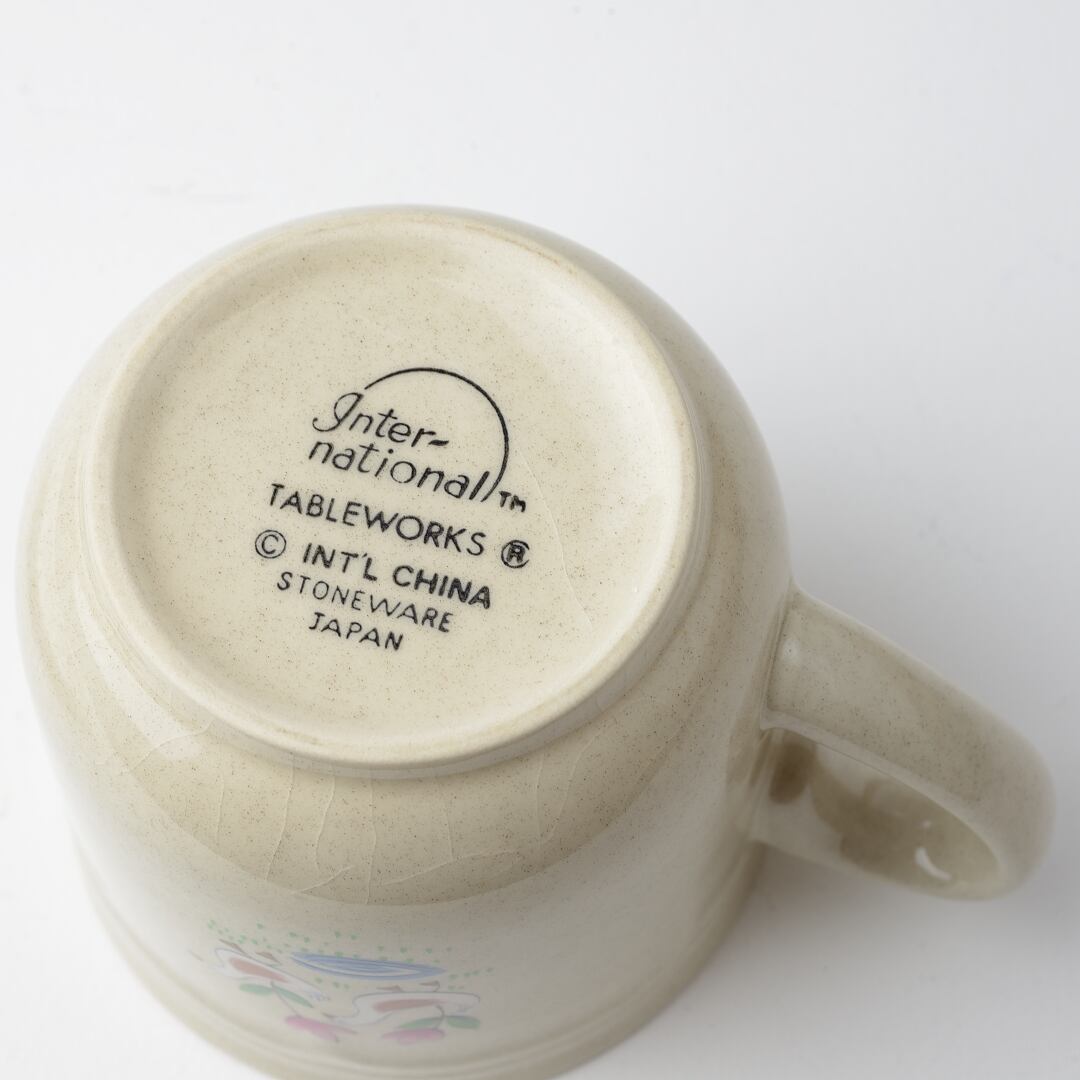 Inter-
national™
TABLEWORKS ®
© INT'L CHINA
STONEWARE
JAPAN